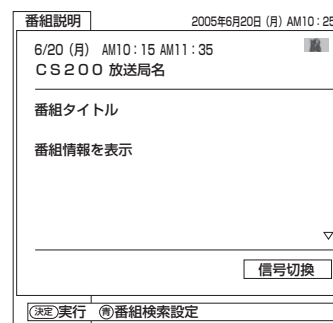 番組説明
2005年6月20日 (月) AM10：25
6/20 (月) AM10：15 AM11：35
ＣＳ２００ 放送局名
番組タイトル
番組情報を表示
▽
信号切換
決定 実行 青 番組検索設定